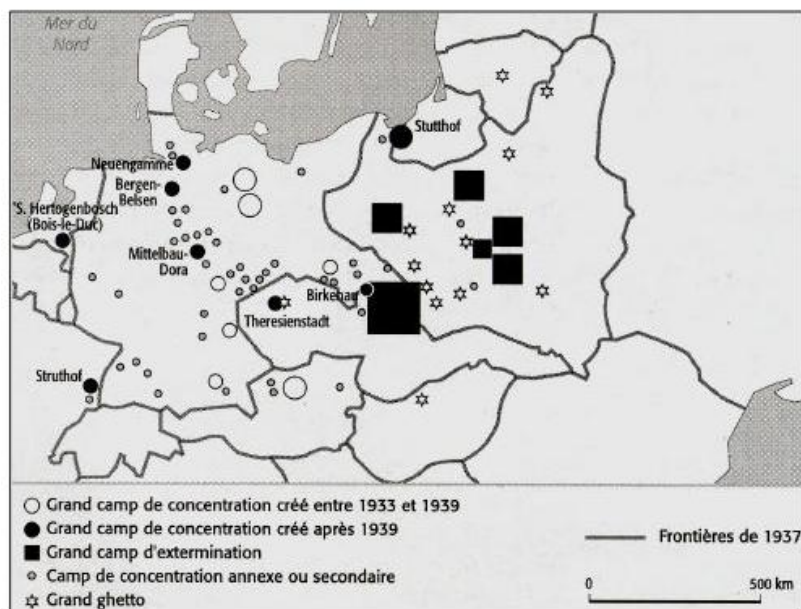 Mer du
Nord
Stutthof
Neuengamme
Bergen-
Belsen
'S. Hertogenbosch
(Bois-le-Duc)
Mittelbau-
Dora
Birkenau
Theresienstadt
Struthof
Grand camp de concentration créé entre 1933 et 1939
Grand camp de concentration créé après 1939
Grand camp d'extermination
Camp de concentration annexe ou secondaire
Grand ghetto
Frontières de 1937
0
500 km